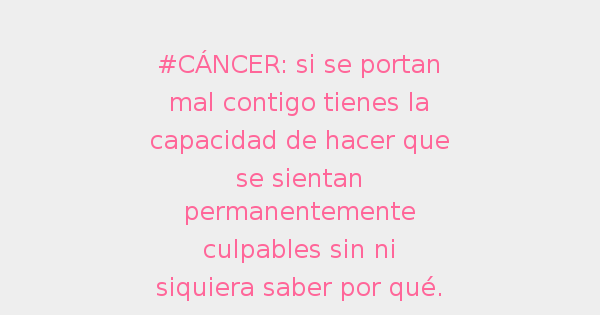 #CÁNCER: si se portan
mal contigo tienes la
capacidad de hacer que
se sientan
permanentemente
culpables sin ni
siquiera saber por qué.